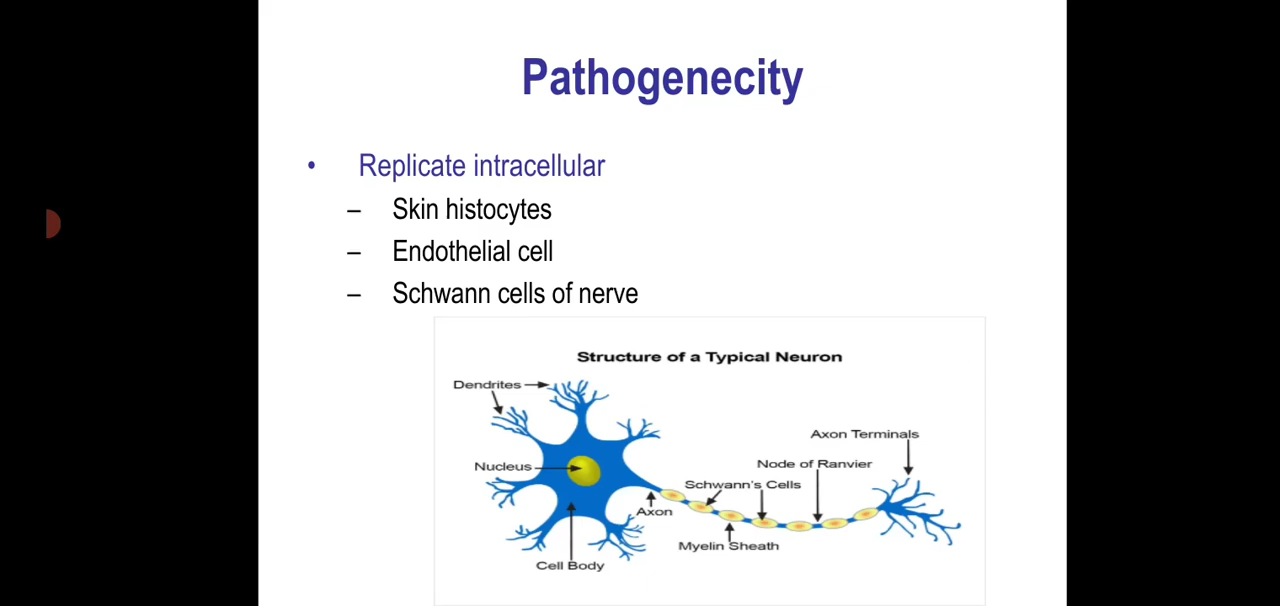 Pathogenecity
• Replicate intracellular
– Skin histocytes
– Endothelial cell
– Schwann cells of nerve
Structure of a Typical Neuron
Dendrites
Axon Terminals
Node of Ranvier
Nucleus
Schwann's Cells
Axon
Myelin Sheath
Cell Body